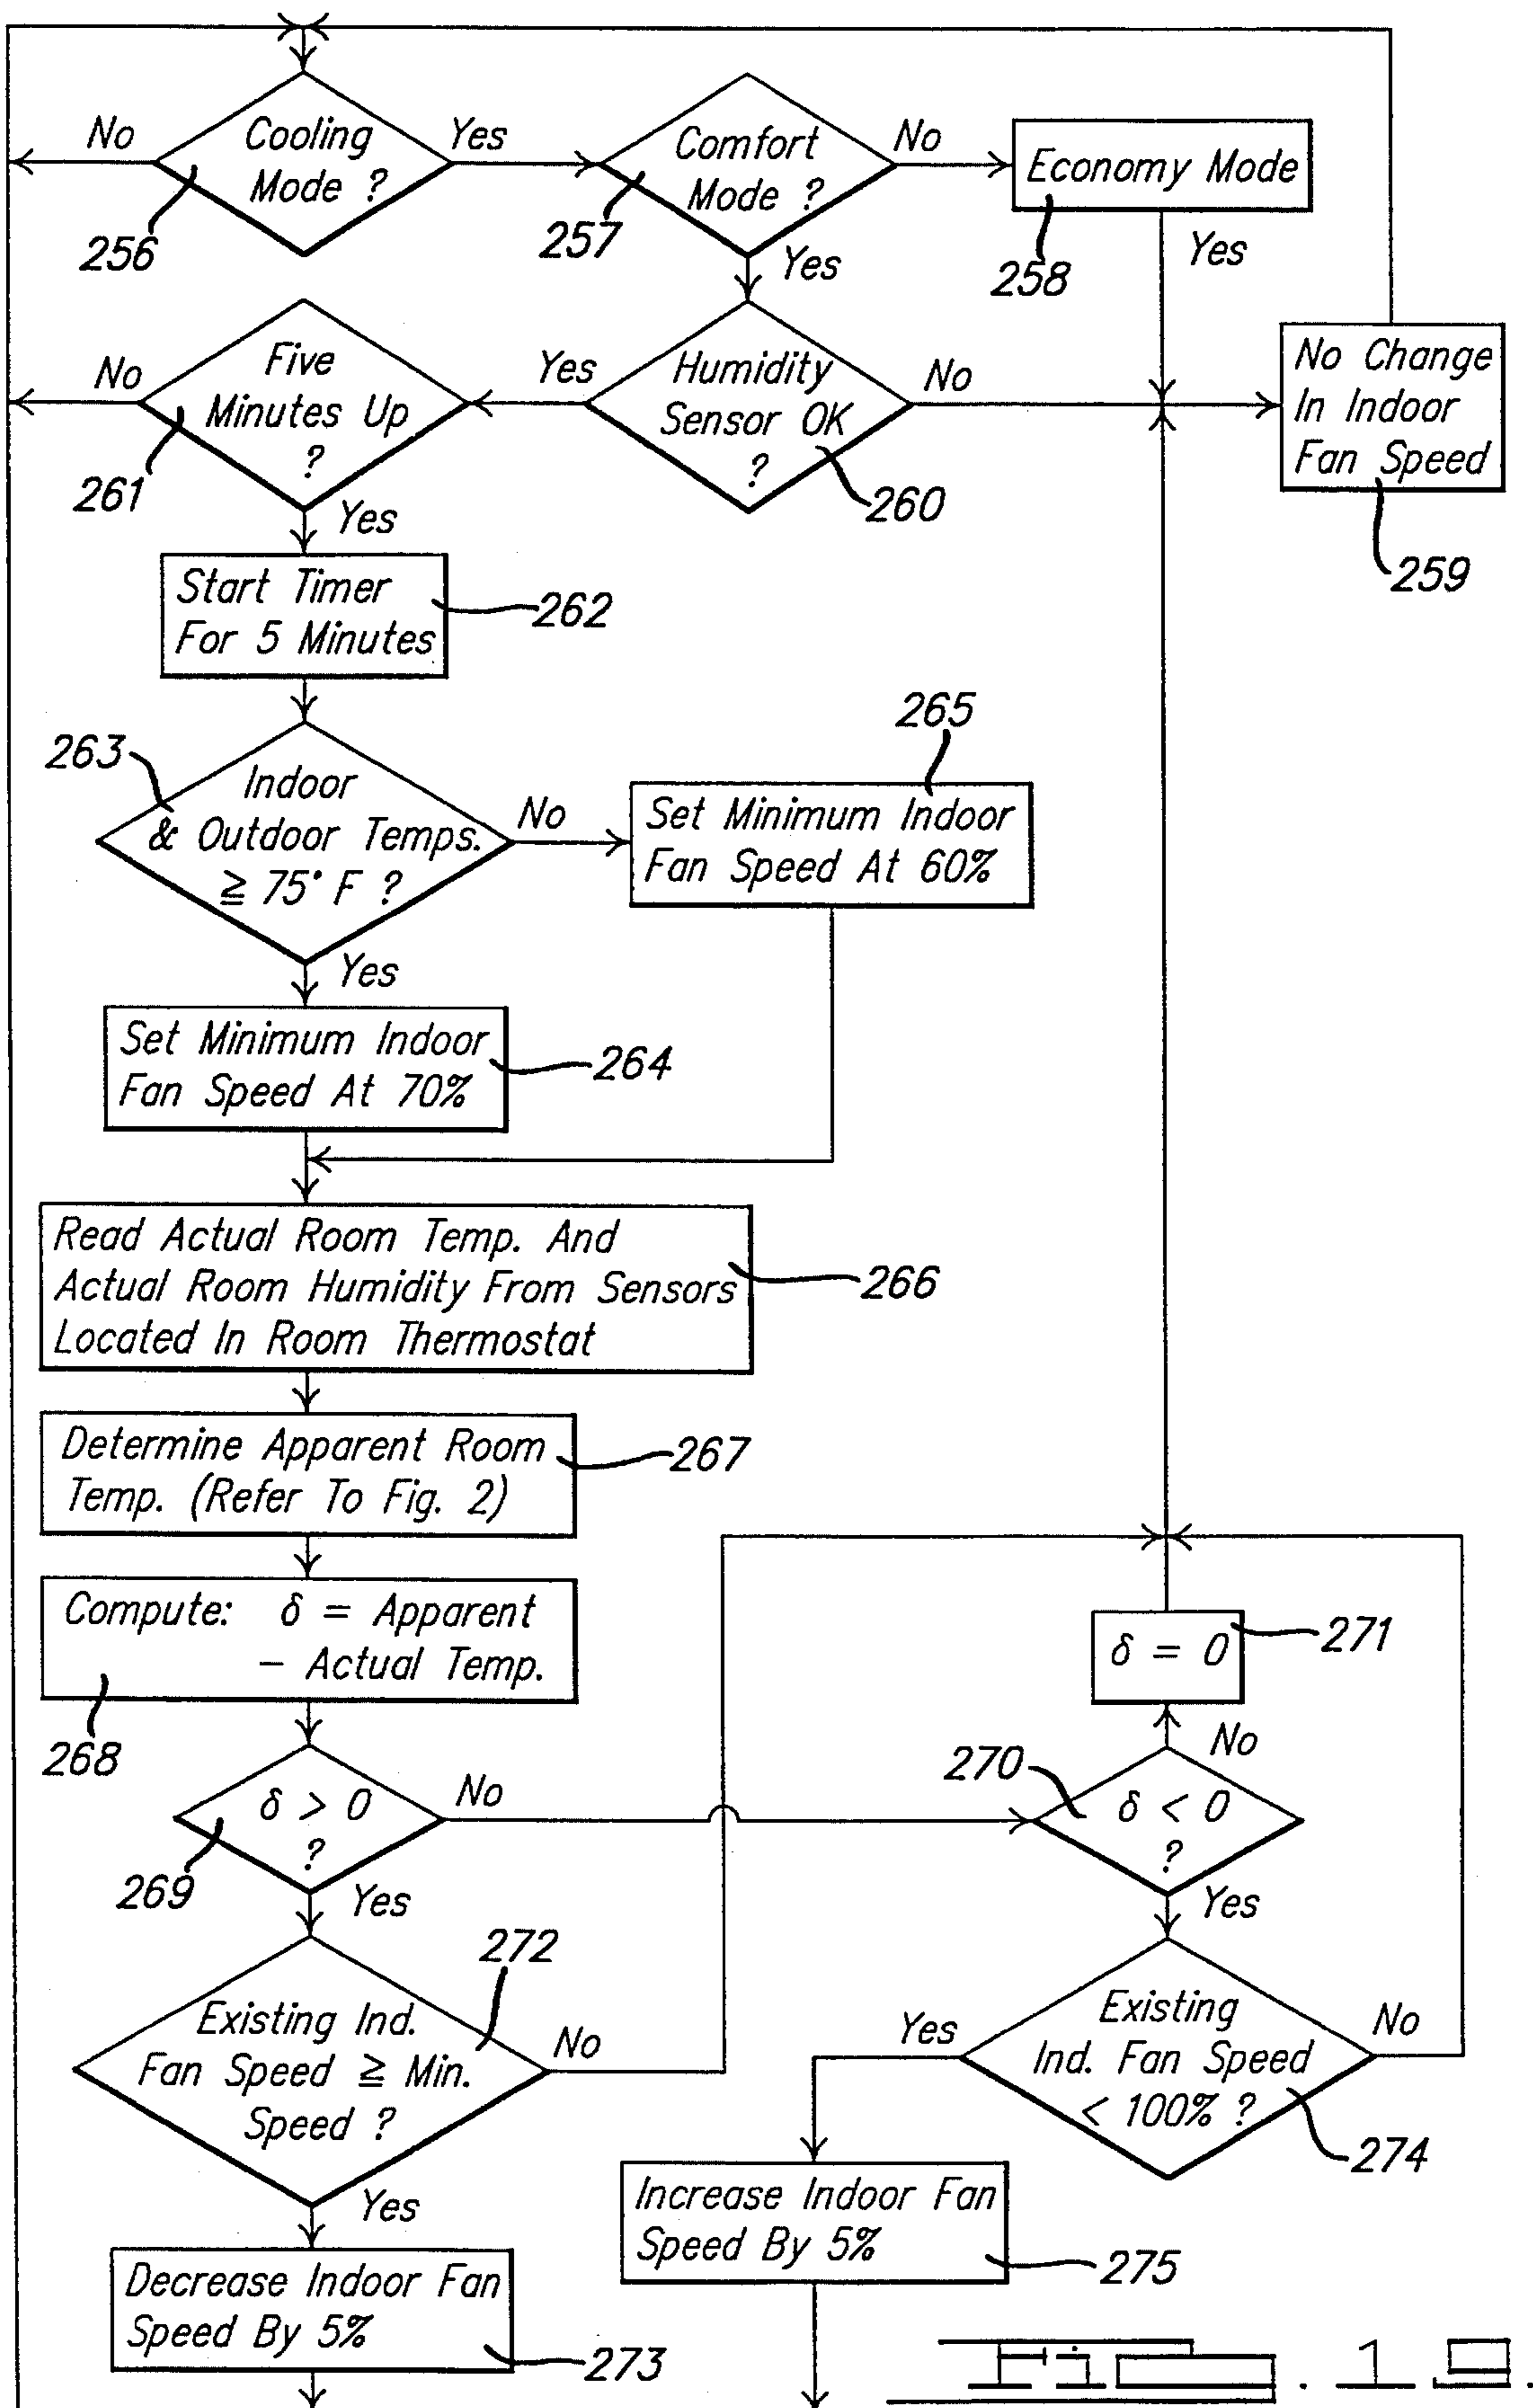 No
Cooling
Mode ?
Yes
256
Comfort
Mode ?
No
257
Yes
Economy Mode
258
Yes
No
Five
Minutes Up
?
261
Yes
Yes
Humidity
Sensor OK
?
No
260
No Change
In Indoor
Fan Speed
259
Start Timer
For 5 Minutes
262
263
Indoor
& Outdoor Temps.
≧ 75° F ?
No
Yes
265
Set Minimum Indoor
Fan Speed At 60%
Set Minimum Indoor
Fan Speed At 70%
264
Read Actual Room Temp. And
Actual Room Humidity From Sensors
Located In Room Thermostat
266
Determine Apparent Room
Temp. (Refer To Fig. 2)
267
Compute: δ = Apparent
- Actual Temp.
268
δ = 0
271
δ > 0
?
No
269
Yes
270
δ < 0
?
No
Yes
272
Existing Ind.
Fan Speed ≧ Min.
Speed ?
No
Yes
Yes
Existing
Ind. Fan Speed
< 100% ?
No
274
Increase Indoor Fan
Speed By 5%
275
Decrease Indoor Fan
Speed By 5%
273